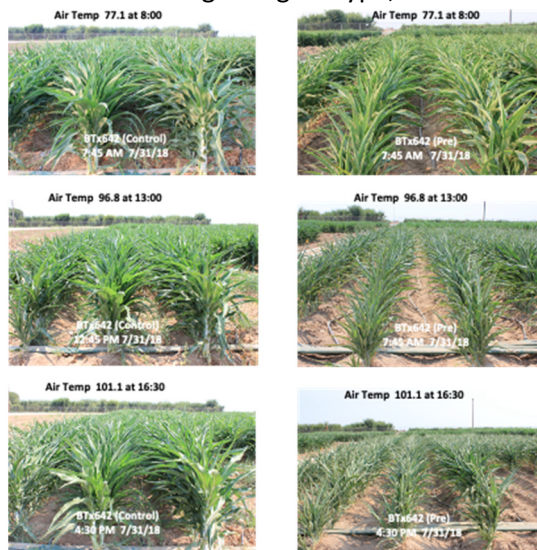 Air Temp 77.1 at 8:00
Air Temp 77.1 at 8:00
BTx642 (Control)
7:45 AM 7/31/18
BTx642 (Pre)
7:45 AM 7/31/18
Air Temp 96.8 at 13:00
Air Temp 96.8 at 13:00
BTx642 (Control)
12:45 PM 7/31/18
BTx642 (Pre)
7:45 AM 7/31/18
Air Temp 101.1 at 16:30
Air Temp 101.1 at 16:30
BTx642 (Control)
4:30 PM 7/31/18
BTx642 (Pre)
4:30 PM 7/31/18